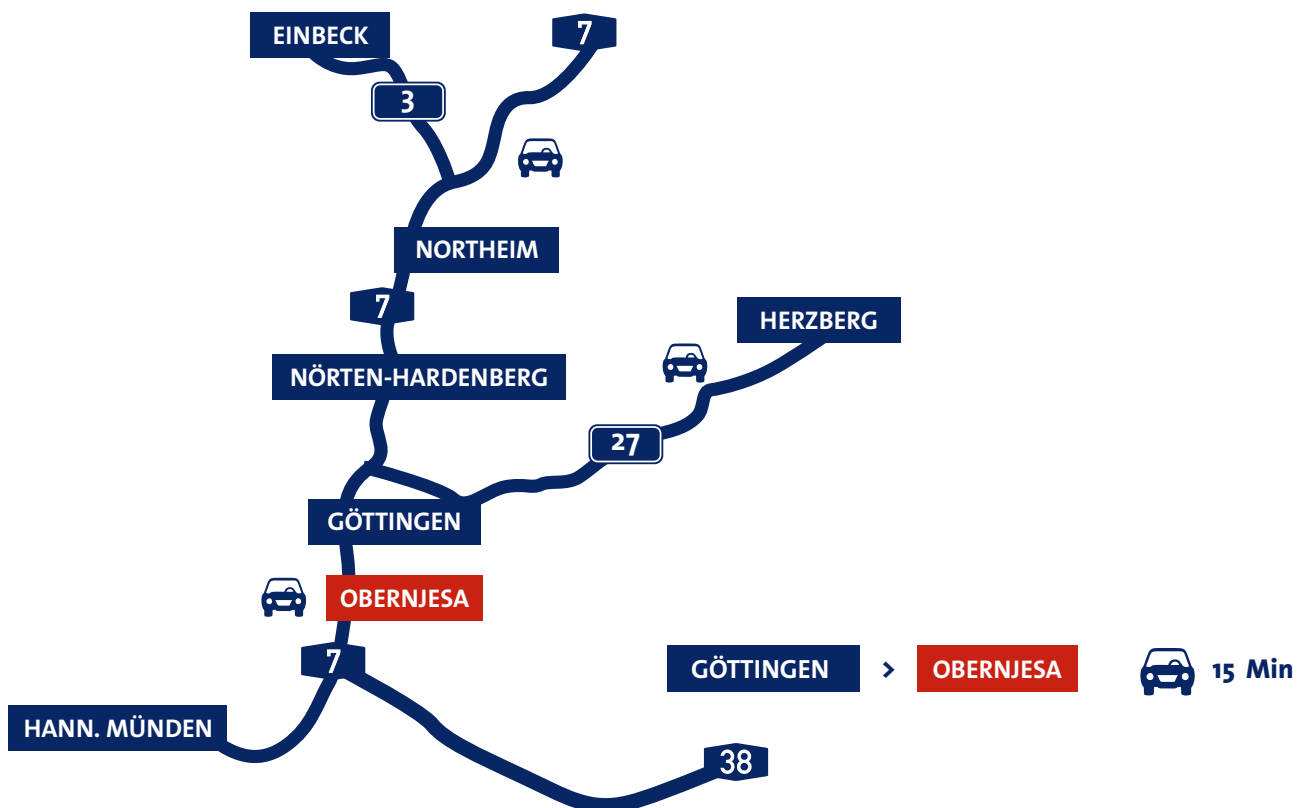 EINBECK
7
3
NORTHEIM
7
HERZBERG
NÖRTEN-HARDENBERG
27
GÖTTINGEN
OBERNJESA
7
GÖTTINGEN > OBERNJESA 15 Min
HANN. MÜNDEN
38